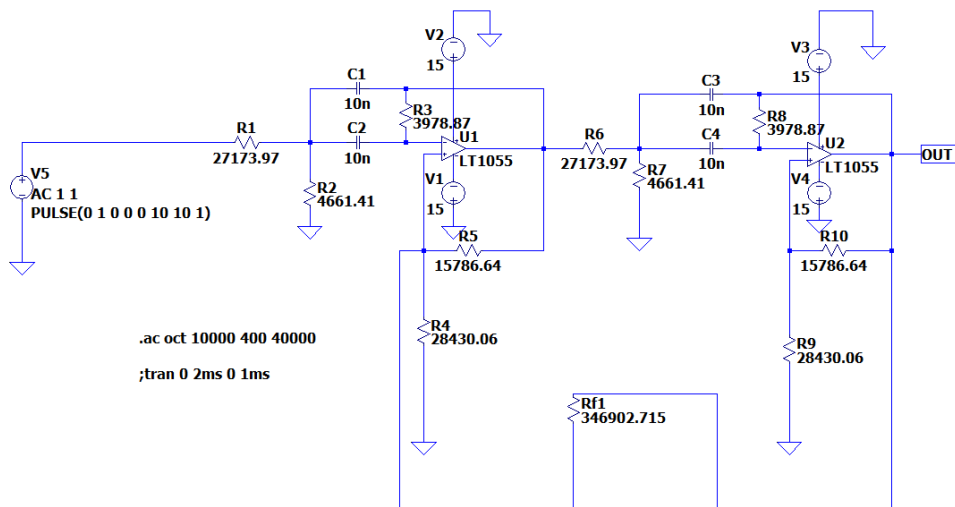 V2
15
V3
15
C1
10n
C2
10n
R3
3978.87
U1
LT1055
R1
27173.97
V5
AC 1 1
PULSE(0 1 0 0 0 10 10 1)
R2
4661.41
V1
15
R5
15786.64
R4
28430.06
C3
10n
C4
10n
R8
3978.87
U2
LT1055
OUT
R6
27173.97
R7
4661.41
V4
15
R10
15786.64
R9
28430.06
.ac oct 10000 400 40000
;tran 0 2ms 0 1ms
Rf1
346902.715